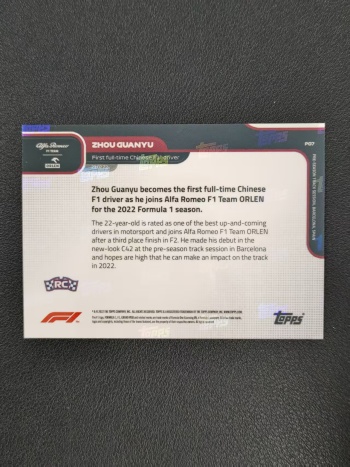 Alfa Romeo
F1 TEAM
ORLEN
ZHOU GUANYU
First full-time Chinese F1 driver
P07
Zhou Guanyu becomes the first full-time Chinese
F1 driver as he joins Alfa Romeo F1 Team ORLEN
for the 2022 Formula 1 season.
The 22-year-old is rated as one of the best up-and-coming
drivers in motorsport and joins Alfa Romeo F1 Team ORLEN
after a third place finish in F2. He made his debut in the
new-look C42 at the pre-season track session in Barcelona
and hopes are high that he can make an impact on the track
in 2022.
RC
F1
Topps